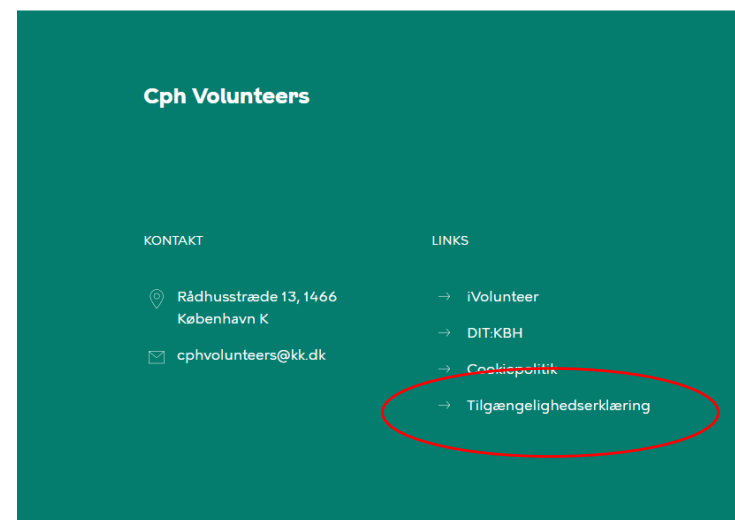 Cph Volunteers
KONTAKT
Rådhusstræde 13, 1466
København K
cphvolunteers@kk.dk
LINKS
iVolunteer
DIT:KBH
Cookiepolitik
Tilgængelighedserklæring